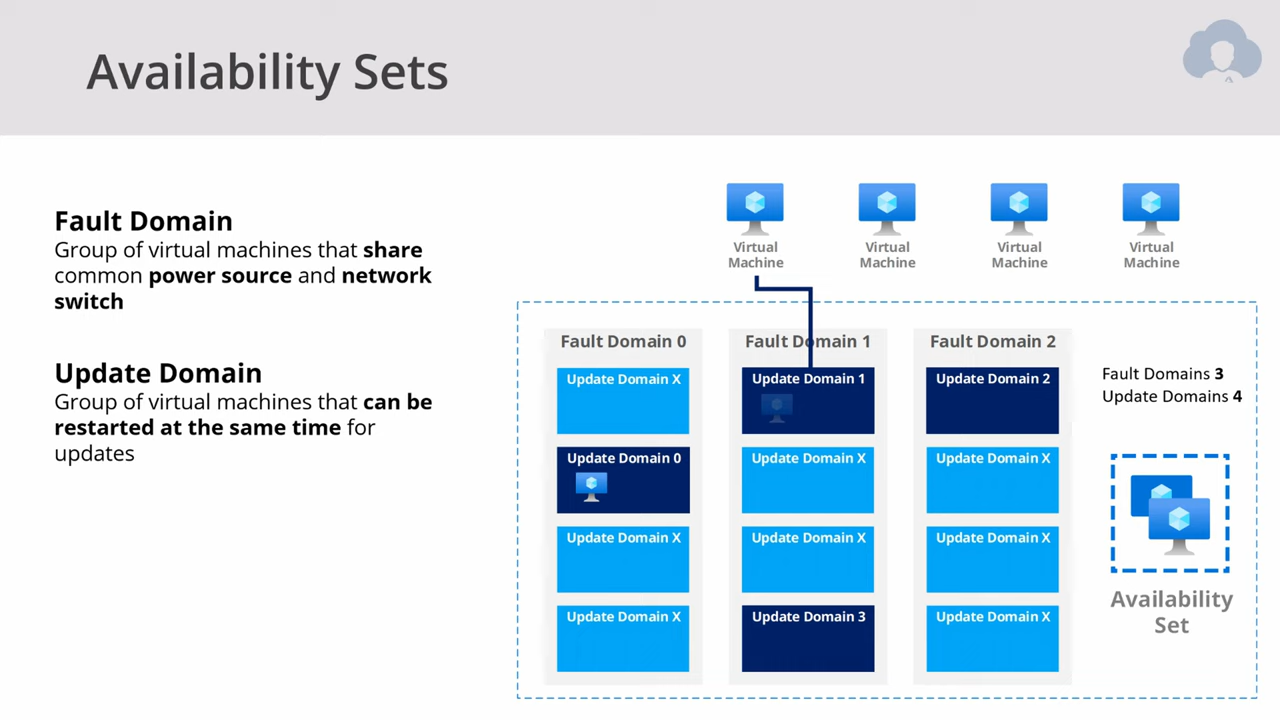 Availability Sets
Fault Domain
Group of virtual machines that share
common power source and network
switch
Update Domain
Group of virtual machines that can be
restarted at the same time for
updates
Virtual
Machine
Virtual
Machine
Virtual
Machine
Virtual
Machine
Fault Domain 0
Update Domain X
Update Domain 0
Update Domain X
Update Domain X
Fault Domain 1
Update Domain 1
Update Domain X
Update Domain X
Update Domain 3
Fault Domain 2
Update Domain 2
Update Domain X
Update Domain X
Update Domain X
Fault Domains 3
Update Domains 4
Availability
Set